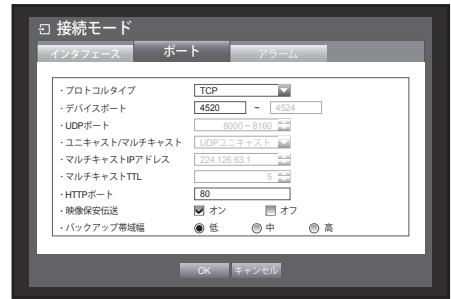 接続モード
インタフェース ポート アラーム
・プロトコルタイプ TCP
・デバイスポート 4520 ~ 4524
・UDPポート 8000 ~ 8160
・ユニキャスト/マルチキャスト UDPユニキャスト
・マルチキャストIPアドレス 224.126.63.1
・マルチキャストTTL 5
・HTTPポート 80
・映像保安伝送 オン オフ
・バックアップ帯域幅 低 中 高
OK キャンセル